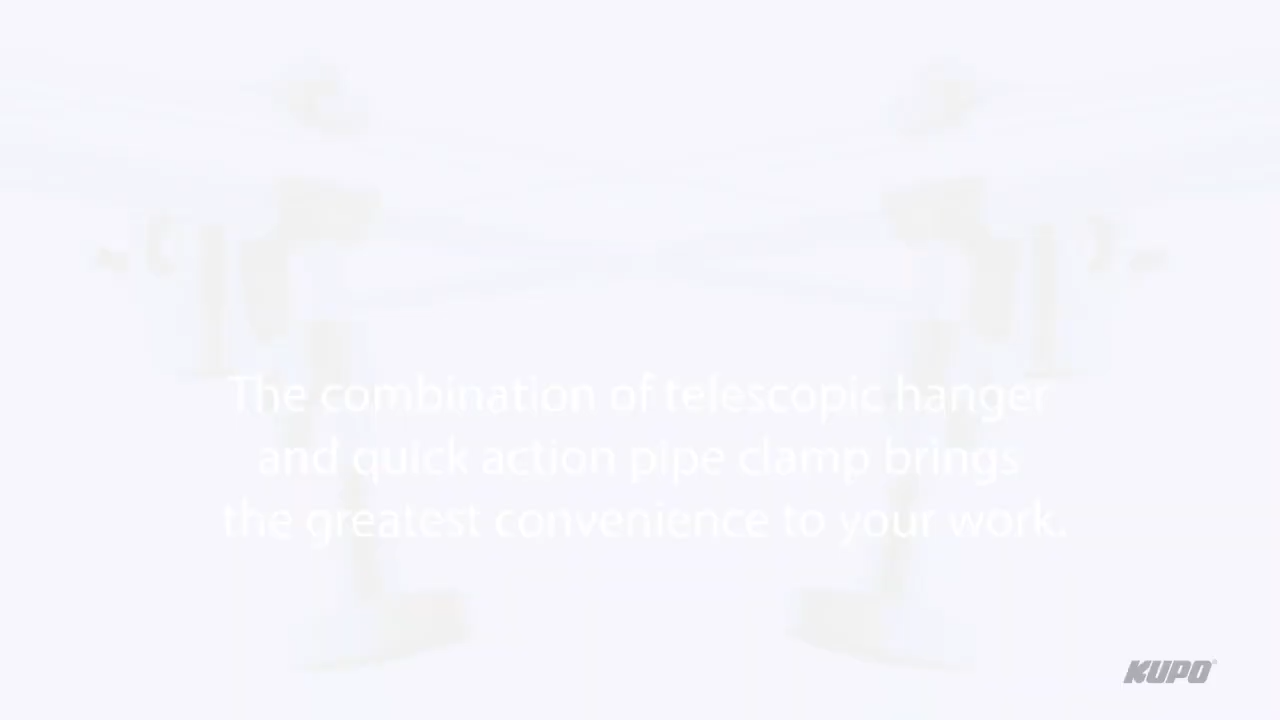 The combination of telescopic hanger
and quick action pipe clamp brings
the greatest convenience to your work.
KUPO